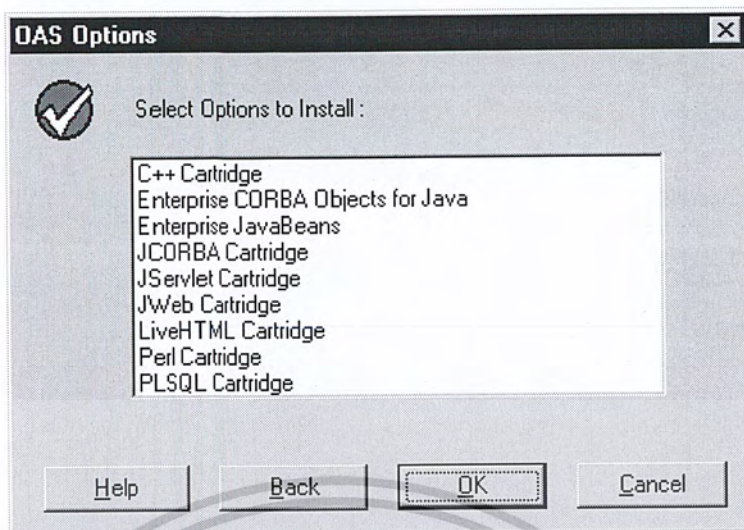 OAS Options
Select Options to Install :
C++ Cartridge
Enterprise CORBA Objects for Java
Enterprise JavaBeans
JCORBA Cartridge
JServlet Cartridge
JWeb Cartridge
LiveHTML Cartridge
Perl Cartridge
PLSQL Cartridge
Help Back OK Cancel